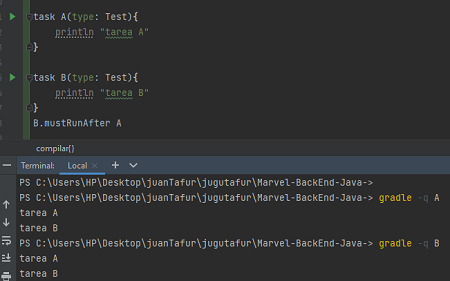 task A(type: Test){
println "tarea A"
}
task B(type: Test){
println "tarea B"
}
B.mustRunAfter A
compilar{}
Terminal: Local × + ∨
PS C:\Users\HP\Desktop\juanTafur\jugutafur\Marvel-BackEnd-Java->
PS C:\Users\HP\Desktop\juanTafur\jugutafur\Marvel-BackEnd-Java-> gradle -q A
tarea A
tarea B
PS C:\Users\HP\Desktop\juanTafur\jugutafur\Marvel-BackEnd-Java-> gradle -q B
tarea A
tarea B